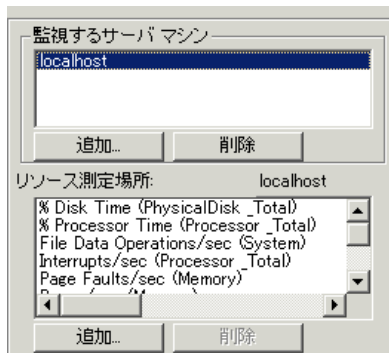 監視するサーバ マシン
localhost
追加... 削除
リソース測定場所: localhost
% Disk Time (PhysicalDisk _Total)
% Processor Time (Processor _Total)
File Data Operations/sec (System)
Interrupts/sec (Processor _Total)
Page Faults/sec (Memory)
追加... 削除